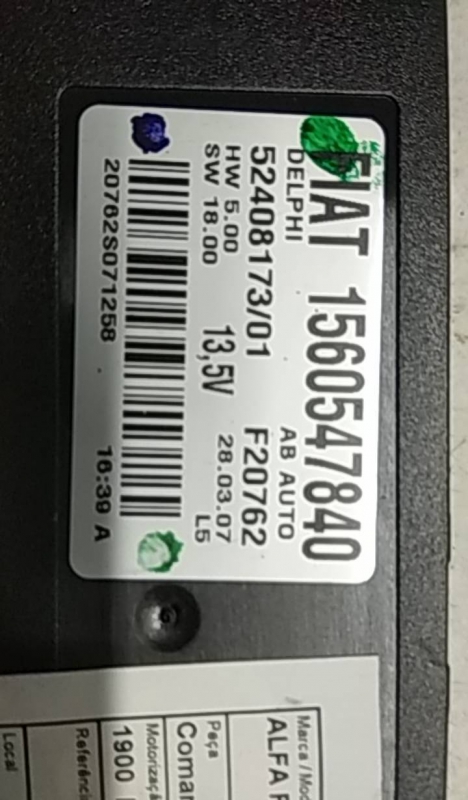 FIAT 1560547840
DELPHI AB AUTO
52408173/01 F20762
HW 5.00 28.03.07
SW 18.00 13,5V L5
20762S071258 16:39 A
Marca / Mod
ALFA
Peça
Coma
Motorizaçã
1900
Referênci
Local